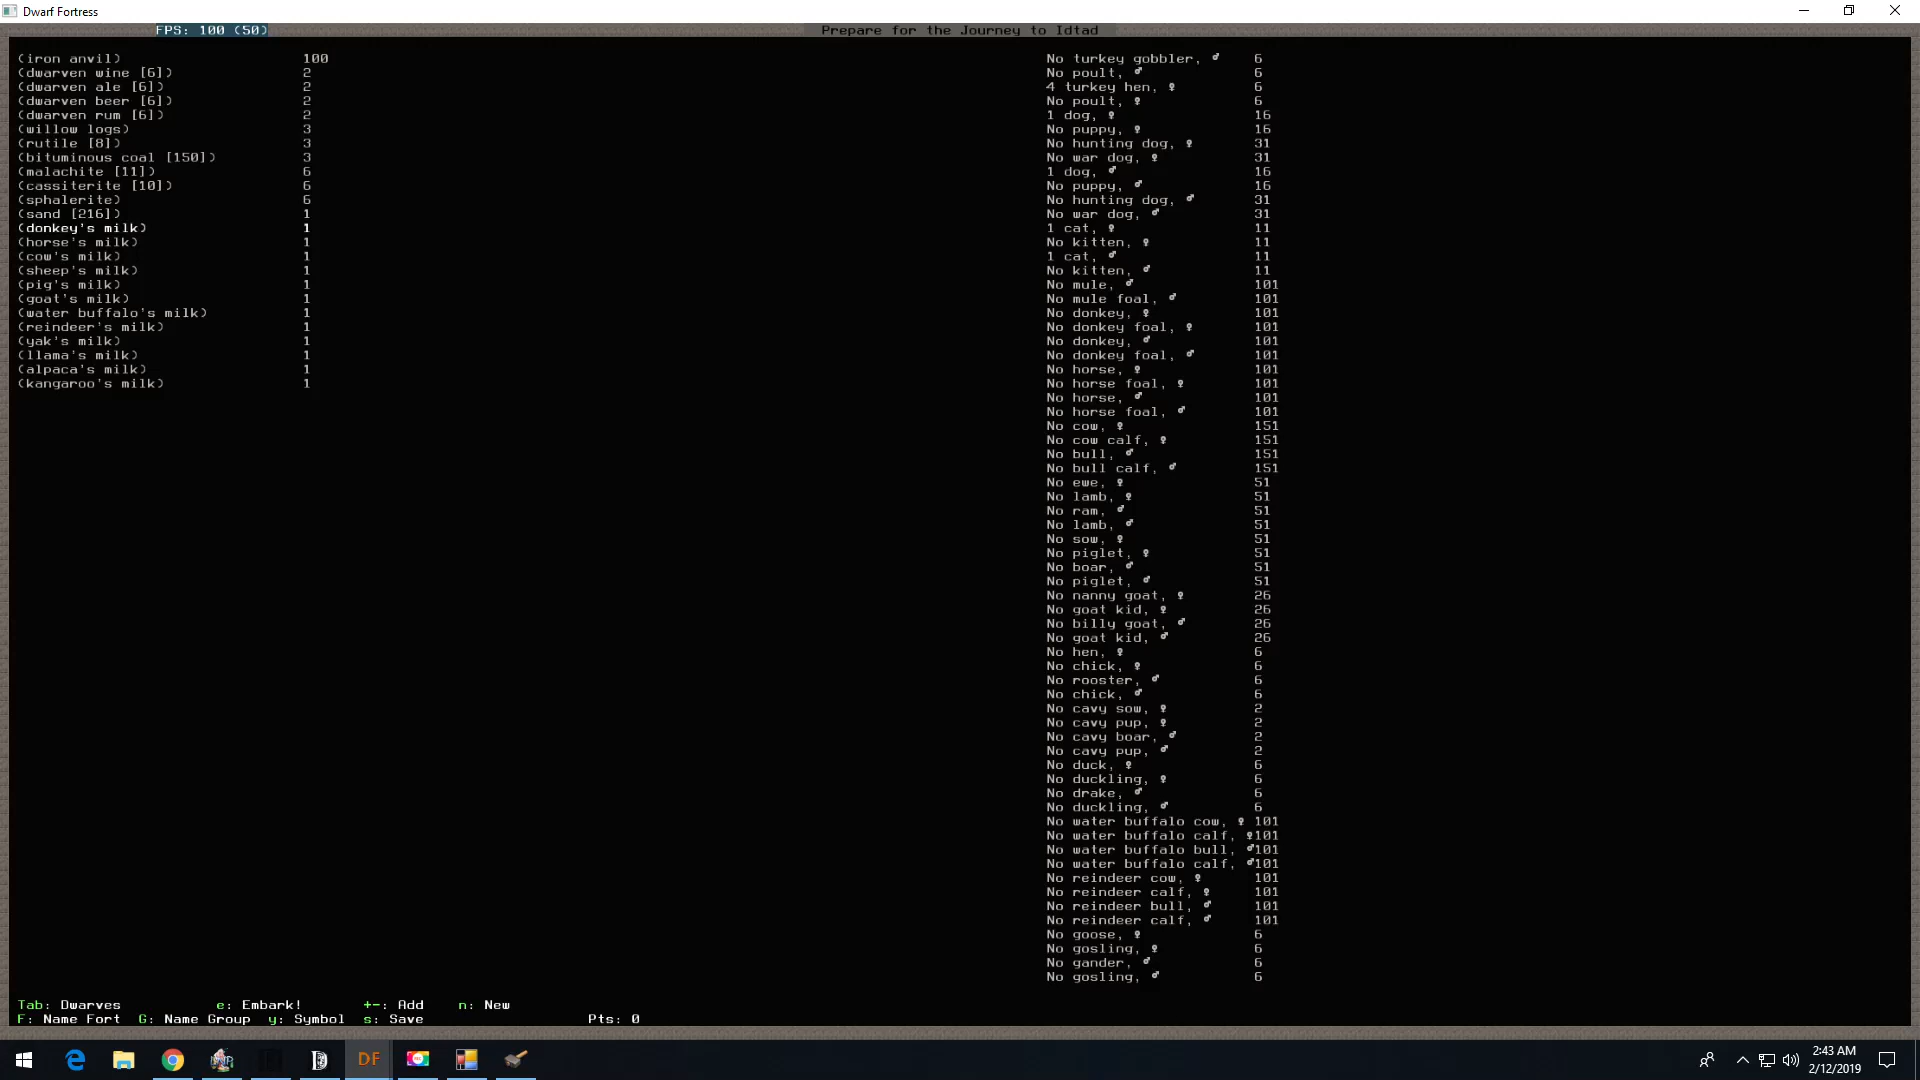 Dwarf Fortress
FPS: 100 (50)
Prepare for the Journey to Idtad
(iron anvil) 100
(dwarven wine [6]) 2
(dwarven ale [6]) 2
(dwarven beer [6]) 2
(dwarven rum [6]) 2
(willow logs) 3
(rutile [8]) 3
(bituminous coal [150]) 3
(malachite [11]) 6
(cassiterite [10]) 6
(sphalerite) 6
(sand [216]) 1
(donkey's milk) 1
(horse's milk) 1
(cow's milk) 1
(sheep's milk) 1
(pig's milk) 1
(goat's milk) 1
(water buffalo's milk) 1
(reindeer's milk) 1
(yak's milk) 1
(llama's milk) 1
(alpaca's milk) 1
(kangaroo's milk) 1
No turkey gobbler, ♂ 6
No poult, ♂ 6
4 turkey hen, ♀ 6
No poult, ♀ 6
1 dog, ♀ 16
No puppy, ♀ 16
No hunting dog, ♀ 31
No war dog, ♀ 31
1 dog, ♂ 16
No puppy, ♂ 16
No hunting dog, ♂ 31
No war dog, ♂ 31
1 cat, ♀ 11
No kitten, ♀ 11
1 cat, ♂ 11
No kitten, ♂ 11
No mule, ♂ 101
No mule foal, ♂ 101
No donkey, ♀ 101
No donkey foal, ♀ 101
No donkey, ♂ 101
No donkey foal, ♂ 101
No horse, ♀ 101
No horse foal, ♀ 101
No horse, ♂ 101
No horse foal, ♂ 101
No cow, ♀ 151
No cow calf, ♀ 151
No bull, ♂ 151
No bull calf, ♂ 151
No ewe, ♀ 51
No lamb, ♀ 51
No ram, ♂ 51
No lamb, ♂ 51
No sow, ♀ 51
No piglet, ♀ 51
No boar, ♂ 51
No piglet, ♂ 51
No nanny goat, ♀ 26
No goat kid, ♀ 26
No billy goat, ♂ 26
No goat kid, ♂ 26
No hen, ♀ 6
No chick, ♀ 6
No rooster, ♂ 6
No chick, ♂ 6
No cavy sow, ♀ 2
No cavy pup, ♀ 2
No cavy boar, ♂ 2
No cavy pup, ♂ 2
No duck, ♀ 6
No duckling, ♀ 6
No drake, ♂ 6
No duckling, ♂ 6
No water buffalo cow, ♀ 101
No water buffalo calf, ♀101
No water buffalo bull, ♂101
No water buffalo calf, ♂101
No reindeer cow, ♀ 101
No reindeer calf, ♀ 101
No reindeer bull, ♂ 101
No reindeer calf, ♂ 101
No goose, ♀ 6
No gosling, ♀ 6
No gander, ♂ 6
No gosling, ♂ 6
Tab: Dwarves e: Embark! +-: Add n: New
F: Name Fort G: Name Group y: Symbol s: Save Pts: 0
DF
2:43 AM
2/12/2019